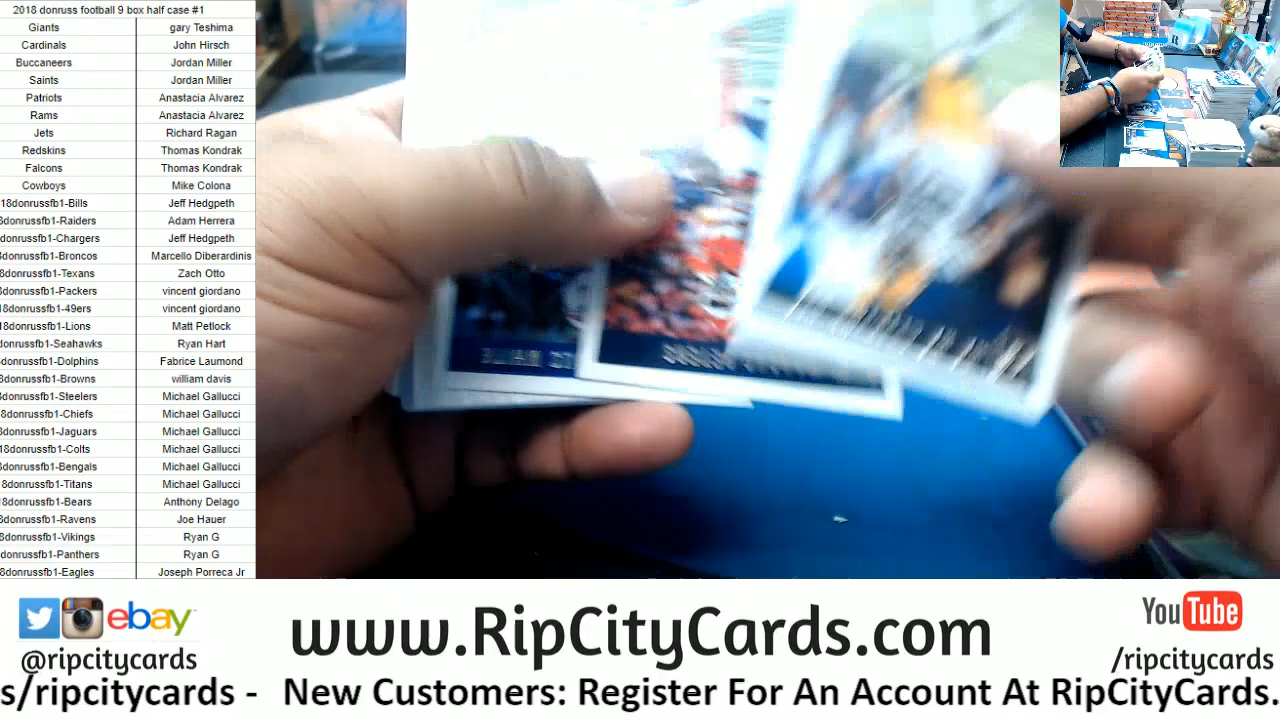 2018 donruss football 9 box half case #1
Giants gary Teshima
Cardinals John Hirsch
Buccaneers Jordan Miller
Saints Jordan Miller
Patriots Anastacia Alvarez
Rams Anastacia Alvarez
Jets Richard Ragan
Redskins Thomas Kondrak
Falcons Thomas Kondrak
Cowboys Mike Colona
18donrussfb1-Bills Jeff Hedgpeth
8donrussfb1-Raiders Adam Herrera
donrussfb1-Chargers Jeff Hedgpeth
8donrussfb1-Broncos Marcello Diberardinis
8donrussfb1-Texans Zach Otto
8donrussfb1-Packers vincent giordano
18donrussfb1-49ers vincent giordano
18donrussfb1-Lions Matt Petlock
donrussfb1-Seahawks Ryan Hart
8donrussfb1-Dolphins Fabrice Laumond
8donrussfb1-Browns william davis
8donrussfb1-Steelers Michael Gallucci
8donrussfb1-Chiefs Michael Gallucci
8donrussfb1-Jaguars Michael Gallucci
18donrussfb1-Colts Michael Gallucci
8donrussfb1-Bengals Michael Gallucci
8donrussfb1-Titans Michael Gallucci
18donrussfb1-Bears Anthony Delago
8donrussfb1-Ravens Joe Hauer
8donrussfb1-Vikings Ryan G
donrussfb1-Panthers Ryan G
8donrussfb1-Eagles Joseph Porreca Jr
ebay
@ripcitycards
www.RipCityCards.com
YouTube
/ripcitycards
s/ripcitycards - New Customers: Register For An Account At RipCityCards.